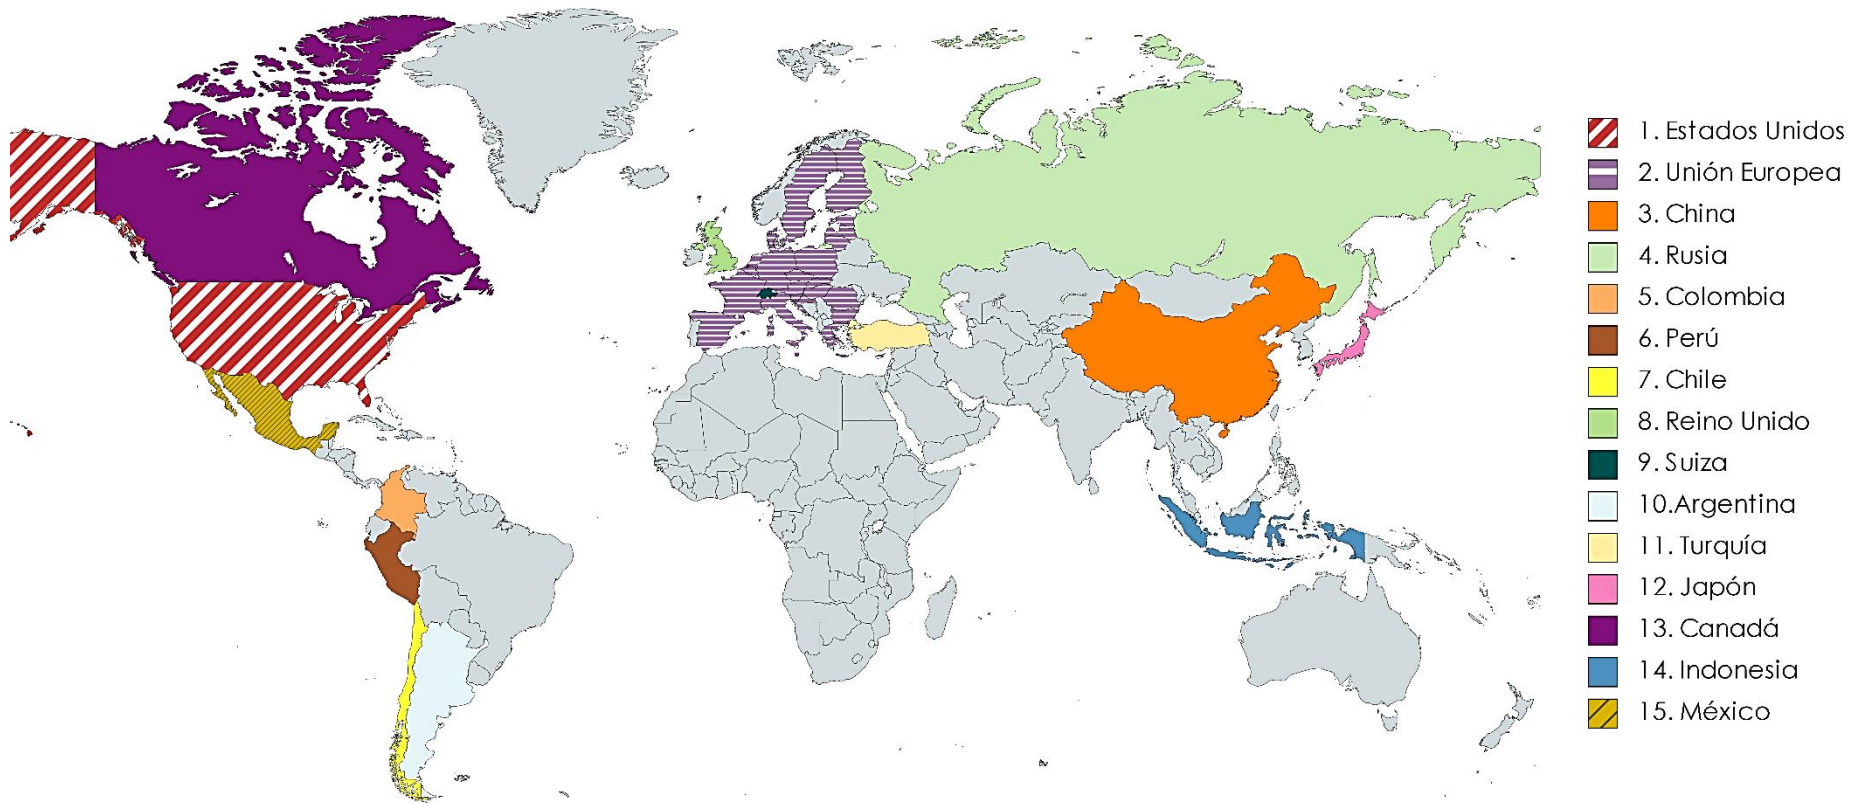 1. Estados Unidos
2. Unión Europea
3. China
4. Rusia
5. Colombia
6. Perú
7. Chile
8. Reino Unido
9. Suiza
10.Argentina
11. Turquía
12. Japón
13. Canadá
14. Indonesia
15. México